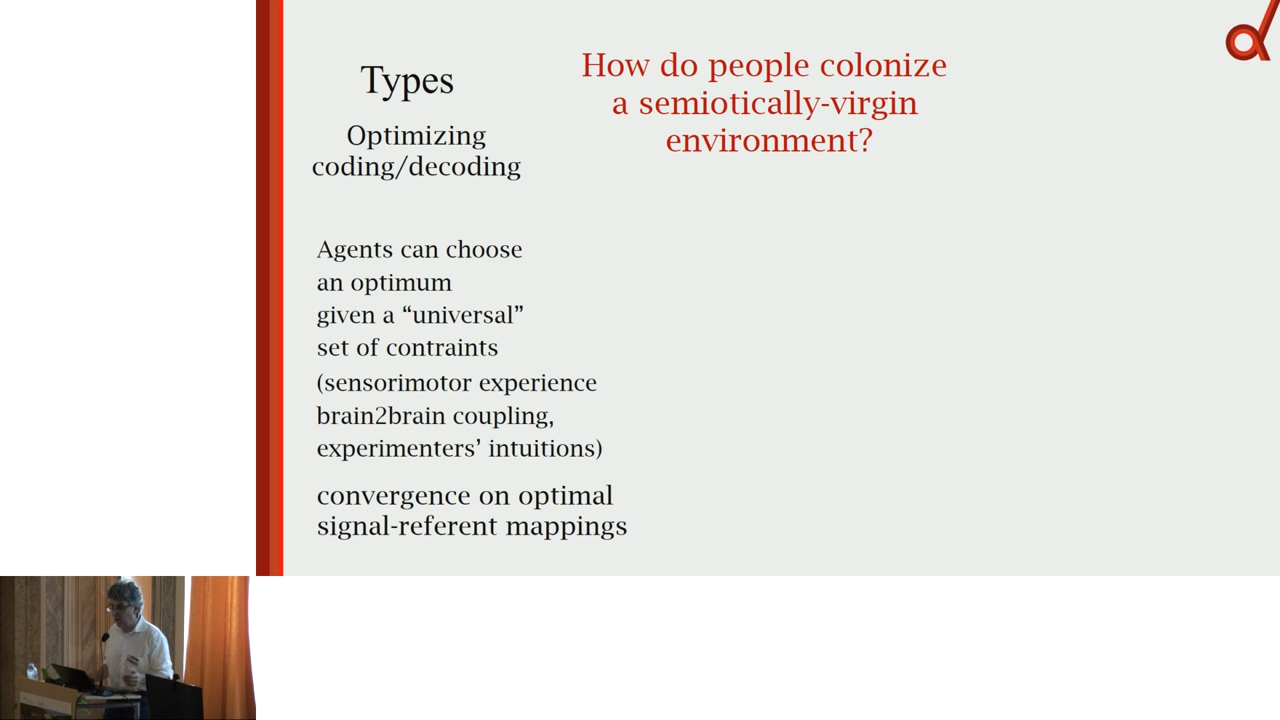 Types
Optimizing
coding/decoding
How do people colonize
a semiotically-virgin
environment?
Agents can choose
an optimum
given a “universal”
set of contraints
(sensorimotor experience
brain2brain coupling,
experimenters’ intuitions)
convergence on optimal
signal-referent mappings